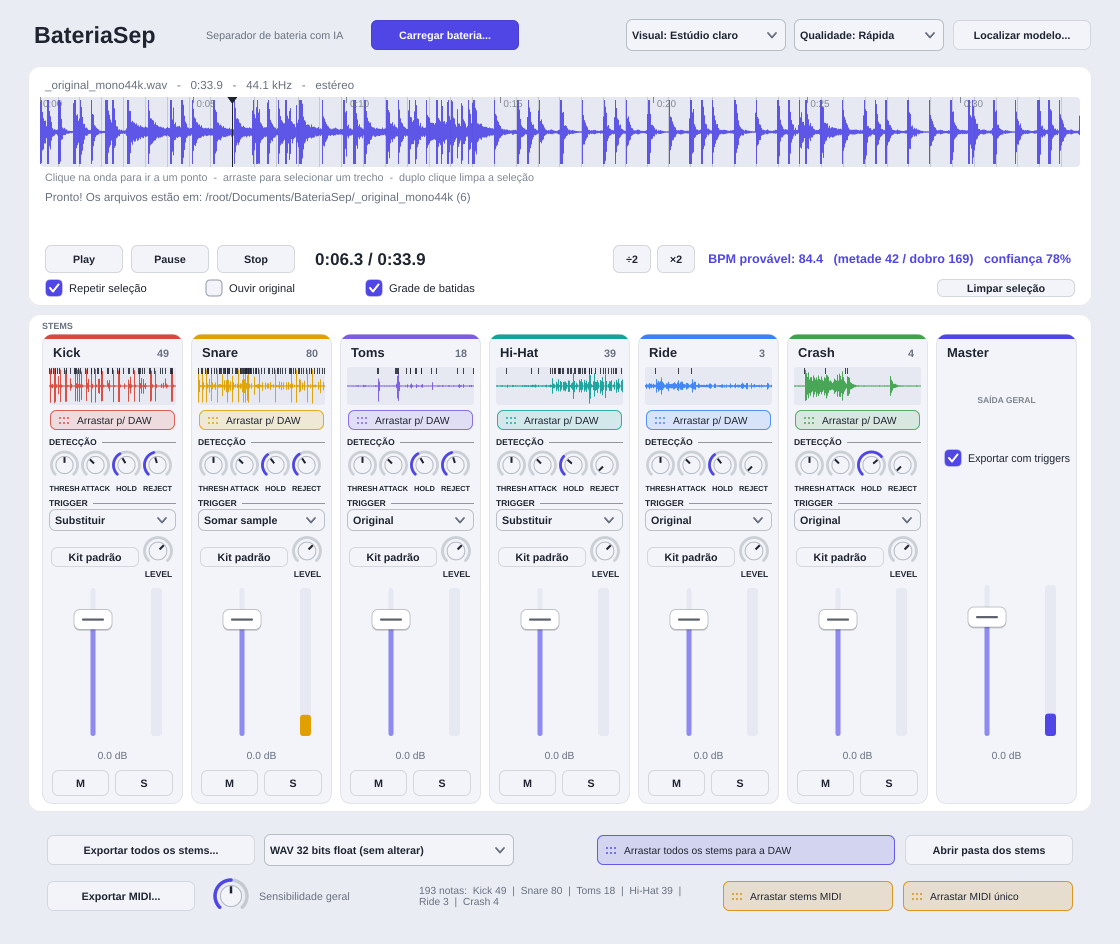 BateriaSep
Separador de bateria com IA
Carregar bateria...
Visual: Estúdio claro
Qualidade: Rápida
Localizar modelo...
_original_mono44k.wav - 0:33.9 - 44.1 kHz - estéreo
0:00 0:05 0:10 0:15 0:20 0:25 0:30
Clique na onda para ir a um ponto - arraste para selecionar um trecho - duplo clique limpa a seleção
Pronto! Os arquivos estão em: /root/Documents/BateriaSep/_original_mono44k (6)
Play Pause Stop 0:06.3 / 0:33.9 ÷2 ×2 BPM provável: 84.4 (metade 42 / dobro 169) confiança 78%
Repetir seleção Ouvir original Grade de batidas Limpar seleção
STEMS
Kick 49 Snare 80 Toms 18 Hi-Hat 39 Ride 3 Crash 4 Master
SAÍDA GERAL
Arrastar p/ DAW Arrastar p/ DAW Arrastar p/ DAW Arrastar p/ DAW Arrastar p/ DAW Arrastar p/ DAW
DETECÇÃO DETECÇÃO DETECÇÃO DETECÇÃO DETECÇÃO DETECÇÃO
Exportar com triggers
THRESH ATTACK HOLD REJECT THRESH ATTACK HOLD REJECT THRESH ATTACK HOLD REJECT THRESH ATTACK HOLD REJECT THRESH ATTACK HOLD REJECT THRESH ATTACK HOLD REJECT
TRIGGER TRIGGER TRIGGER TRIGGER TRIGGER TRIGGER
Substituir Somar sample Original Substituir Original Original
Kit padrão Kit padrão Kit padrão Kit padrão Kit padrão Kit padrão
LEVEL LEVEL LEVEL LEVEL LEVEL LEVEL
0.0 dB 0.0 dB 0.0 dB 0.0 dB 0.0 dB 0.0 dB 0.0 dB
M S M S M S M S M S M S
Exportar todos os stems... WAV 32 bits float (sem alterar) Arrastar todos os stems para a DAW Abrir pasta dos stems
Exportar MIDI... Sensibilidade geral
193 notas: Kick 49 | Snare 80 | Toms 18 | Hi-Hat 39 |
Ride 3 | Crash 4
Arrastar stems MIDI Arrastar MIDI único